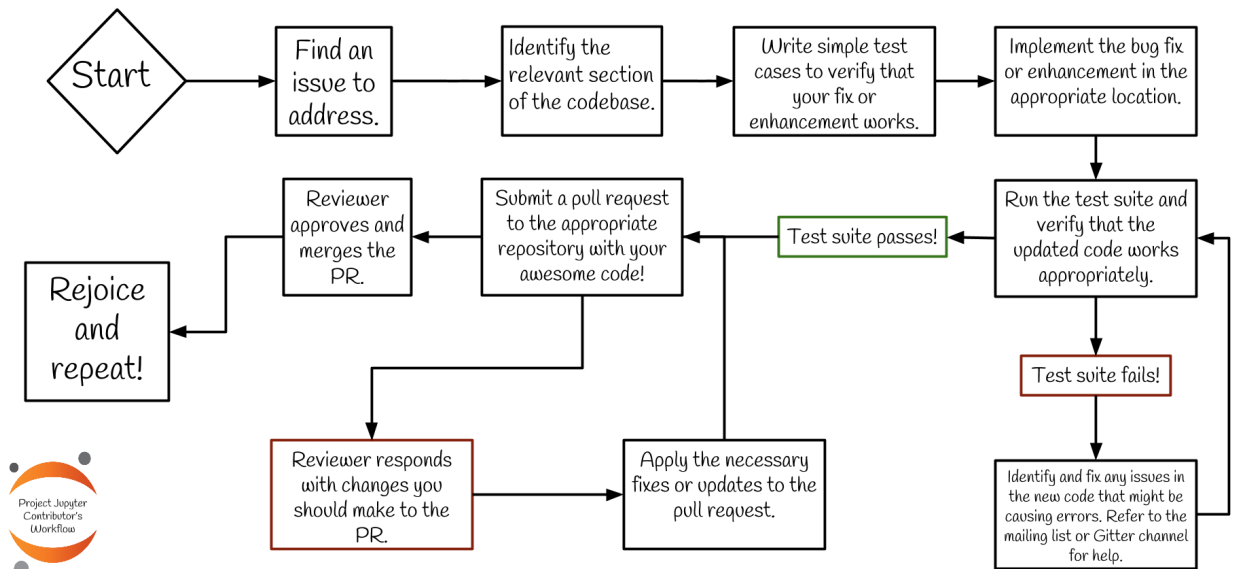 Start
Find an
issue to
address.
Identify the
relevant section
of the codebase.
Write simple test
cases to verify that
your fix or
enhancement works.
Implement the bug fix
or enhancement in the
appropriate location.
Run the test suite and
verify that the
updated code works
appropriately.
Test suite passes!
Submit a pull request
to the appropriate
repository with your
awesome code!
Reviewer
approves and
merges the
PR.
Rejoice
and
repeat!
Test suite fails!
Identify and fix any issues in
the new code that might be
causing errors. Refer to the
mailing list or Gitter channel
for help.
Reviewer responds
with changes you
should make to the
PR.
Apply the necessary
fixes or updates to the
pull request.
Project Jupyter
Contributor's
Workflow